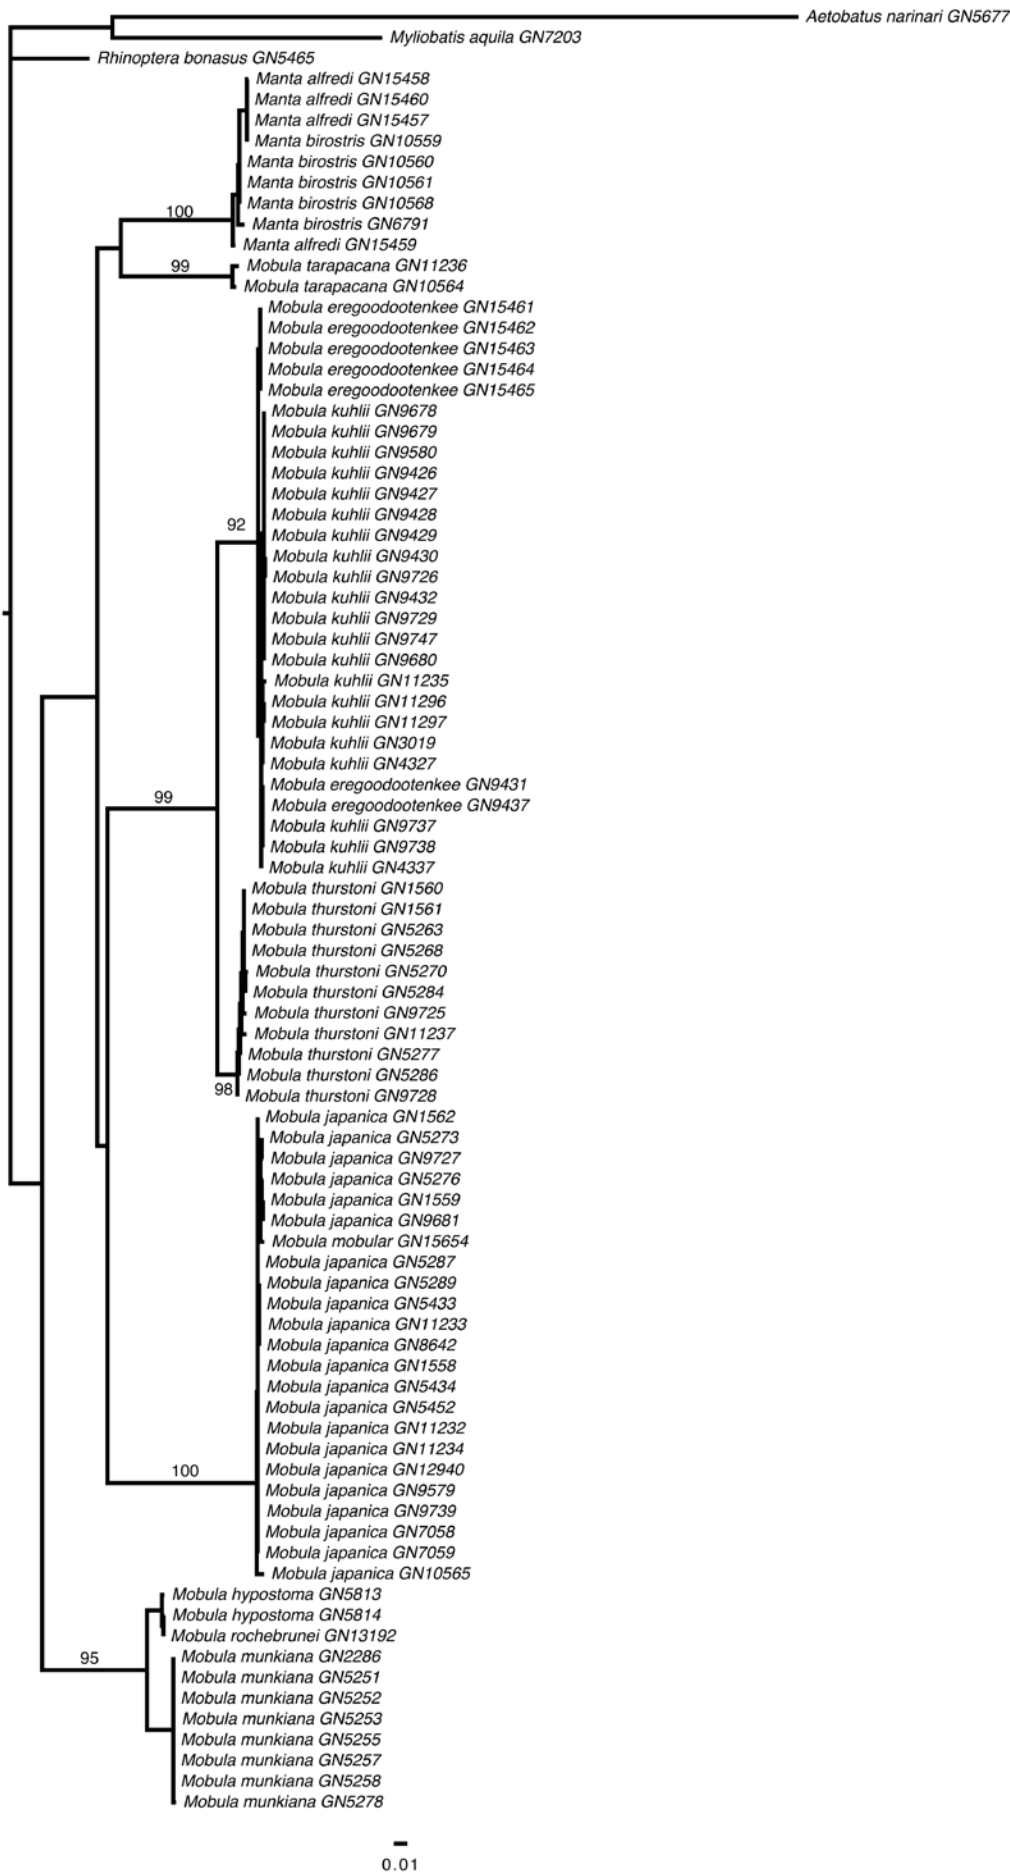 Aetobatus narinari GN5677
Myliobatis aquila GN7203
Rhinoptera bonasus GN5465
Manta alfredi GN15458
Manta alfredi GN15460
Manta alfredi GN15457
Manta birostris GN10559
Manta birostris GN10560
Manta birostris GN10561
Manta birostris GN10568
100
Manta birostris GN6791
Manta alfredi GN15459
99
Mobula tarapacana GN11236
Mobula tarapacana GN10564
Mobula eregoodootenkee GN15461
Mobula eregoodootenkee GN15462
Mobula eregoodootenkee GN15463
Mobula eregoodootenkee GN15464
Mobula eregoodootenkee GN15465
Mobula kuhlii GN9678
Mobula kuhlii GN9679
Mobula kuhlii GN9580
Mobula kuhlii GN9426
Mobula kuhlii GN9427
Mobula kuhlii GN9428
92
Mobula kuhlii GN9429
Mobula kuhlii GN9430
Mobula kuhlii GN9726
Mobula kuhlii GN9432
Mobula kuhlii GN9729
Mobula kuhlii GN9747
Mobula kuhlii GN9680
Mobula kuhlii GN11235
Mobula kuhlii GN11296
Mobula kuhlii GN11297
Mobula kuhlii GN3019
Mobula kuhlii GN4327
Mobula eregoodootenkee GN9431
99
Mobula eregoodootenkee GN9437
Mobula kuhlii GN9737
Mobula kuhlii GN9738
Mobula kuhlii GN4337
Mobula thurstoni GN1560
Mobula thurstoni GN1561
Mobula thurstoni GN5263
Mobula thurstoni GN5268
Mobula thurstoni GN5270
Mobula thurstoni GN5284
Mobula thurstoni GN9725
Mobula thurstoni GN11237
Mobula thurstoni GN5277
Mobula thurstoni GN5286
98
Mobula thurstoni GN9728
Mobula japanica GN1562
Mobula japanica GN5273
Mobula japanica GN9727
Mobula japanica GN5276
Mobula japanica GN1559
Mobula japanica GN9681
Mobula mobular GN15654
Mobula japanica GN5287
Mobula japanica GN5289
Mobula japanica GN5433
Mobula japanica GN11233
Mobula japanica GN8642
Mobula japanica GN1558
Mobula japanica GN5434
Mobula japanica GN5452
Mobula japanica GN11232
Mobula japanica GN11234
100
Mobula japanica GN12940
Mobula japanica GN9579
Mobula japanica GN9739
Mobula japanica GN7058
Mobula japanica GN7059
Mobula japanica GN10565
Mobula hypostoma GN5813
Mobula hypostoma GN5814
Mobula rochebrunei GN13192
95
Mobula munkiana GN2286
Mobula munkiana GN5251
Mobula munkiana GN5252
Mobula munkiana GN5253
Mobula munkiana GN5255
Mobula munkiana GN5257
Mobula munkiana GN5258
Mobula munkiana GN5278
0.01